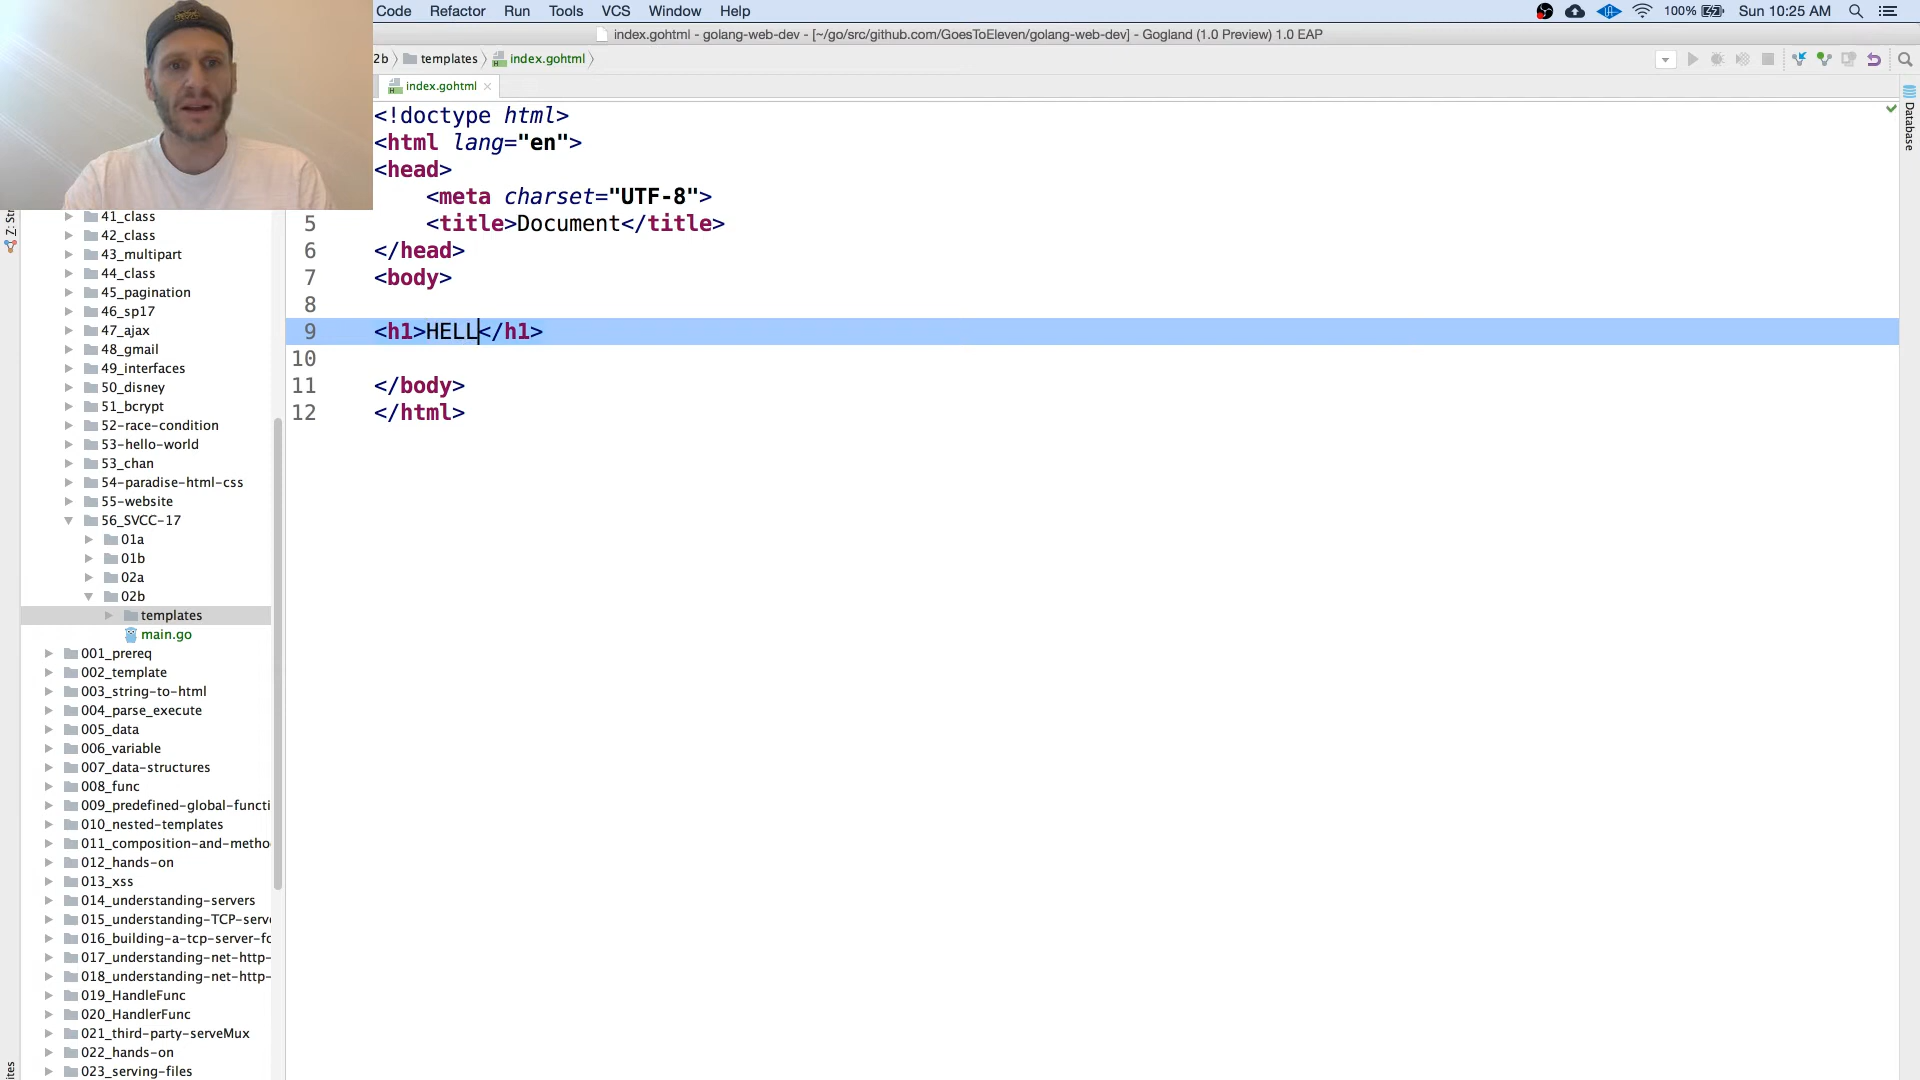 Code Refactor Run Tools VCS Window Help 100% Sun 10:25 AM
index.gohtml - golang-web-dev - [~/go/src/github.com/GoesToEleven/golang-web-dev] - Gogland (1.0 Preview) 1.0 EAP
2b templates index.gohtml
index.gohtml
Database
<!doctype html>
<html lang="en">
<head>
<meta charset="UTF-8">
5 <title>Document</title>
6 </head>
7 <body>
8
9 <h1>HELL</h1>
10
11 </body>
12 </html>
41_class
42_class
43_multipart
44_class
45_pagination
46_sp17
47_ajax
48_gmail
49_interfaces
50_disney
51_bcrypt
52-race-condition
53-hello-world
53_chan
54-paradise-html-css
55-website
56_SVCC-17
01a
01b
02a
02b
templates
main.go
001_prereq
002_template
003_string-to-html
004_parse_execute
005_data
006_variable
007_data-structures
008_func
009_predefined-global-functi
010_nested-templates
011_composition-and-metho
012_hands-on
013_xss
014_understanding-servers
015_understanding-TCP-serv
016_building-a-tcp-server-fo
017_understanding-net-http-
018_understanding-net-http-
019_HandleFunc
020_HandlerFunc
021_third-party-serveMux
022_hands-on
023_serving-files